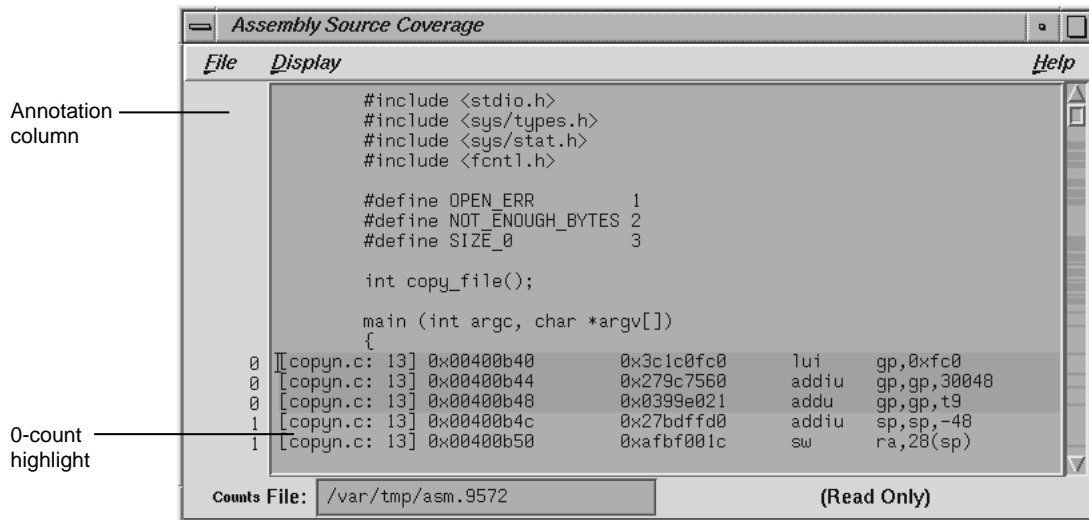 Assembly Source Coverage
File Display Help
Annotation
column
#include <stdio.h>
#include <sys/types.h>
#include <sys/stat.h>
#include <fcntl.h>
#define OPEN_ERR 1
#define NOT_ENOUGH_BYTES 2
#define SIZE_0 3
int copy_file();
main (int argc, char *argv[])
{
0 [copyn.c: 13] 0x00400b40 0x3c1c0fc0 lui gp,0xfc0
0 [copyn.c: 13] 0x00400b44 0x279c7560 addiu gp,gp,30048
0 [copyn.c: 13] 0x00400b48 0x0399e021 addu gp,gp,t9
1 [copyn.c: 13] 0x00400b4c 0x27bdffd0 addiu sp,sp,-48
1 [copyn.c: 13] 0x00400b50 0xafbf001c sw ra,28(sp)
0-count
highlight
Counts File: /var/tmp/asm.9572 (Read Only)